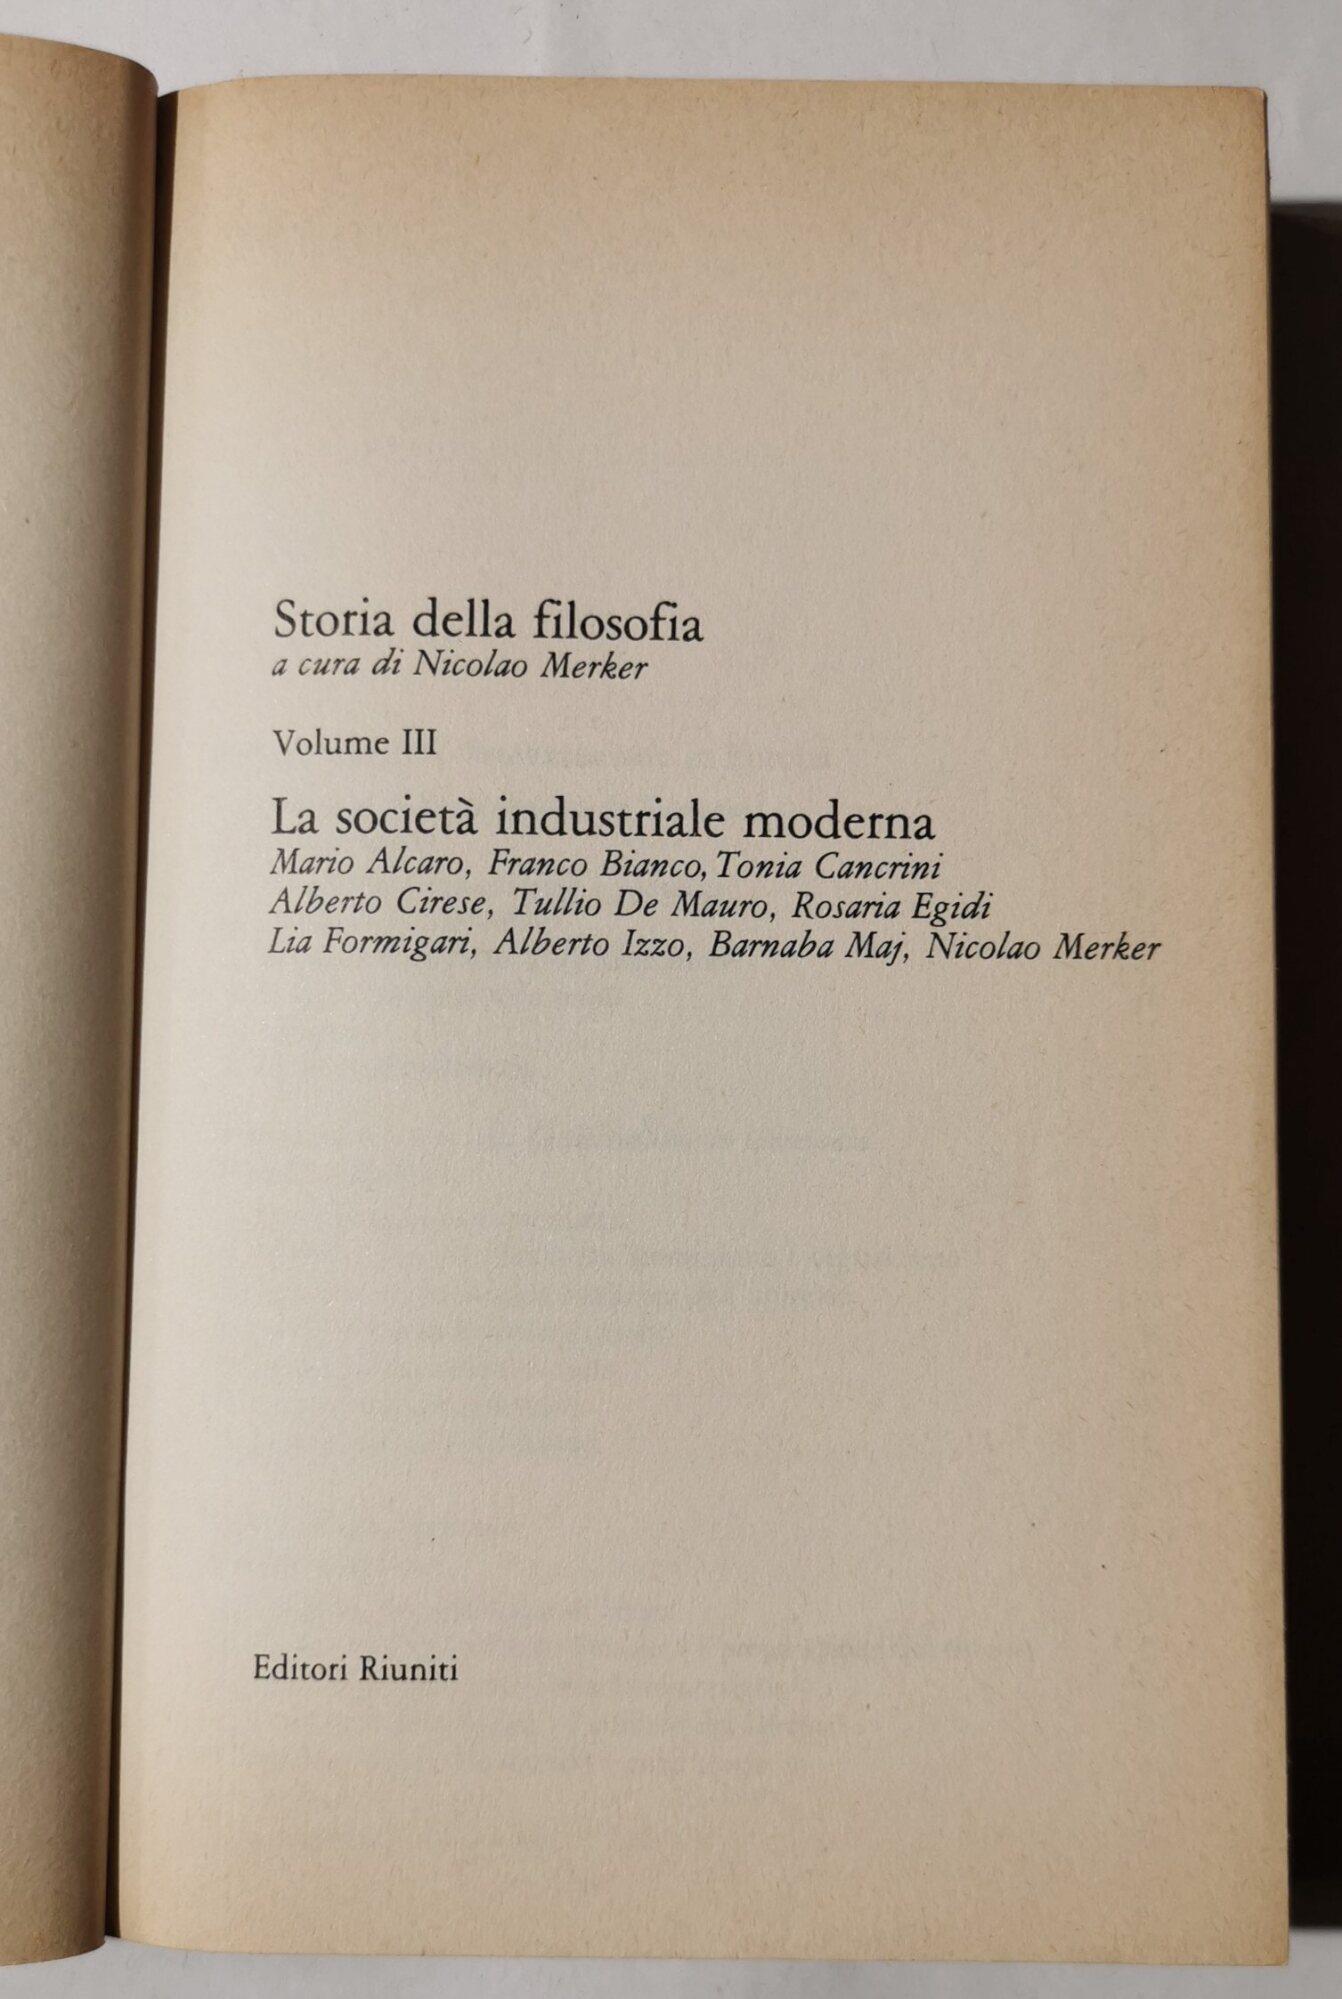 Storia della filosofia
a cura di Nicolao Merker
Volume III
La società industriale moderna
Mario Alcaro, Franco Bianco, Tonia Cancrini
Alberto Cirese, Tullio De Mauro, Rosaria Egidi
Lia Formigari, Alberto Izzo, Barnaba Maj, Nicolao Merker
Editori Riuniti